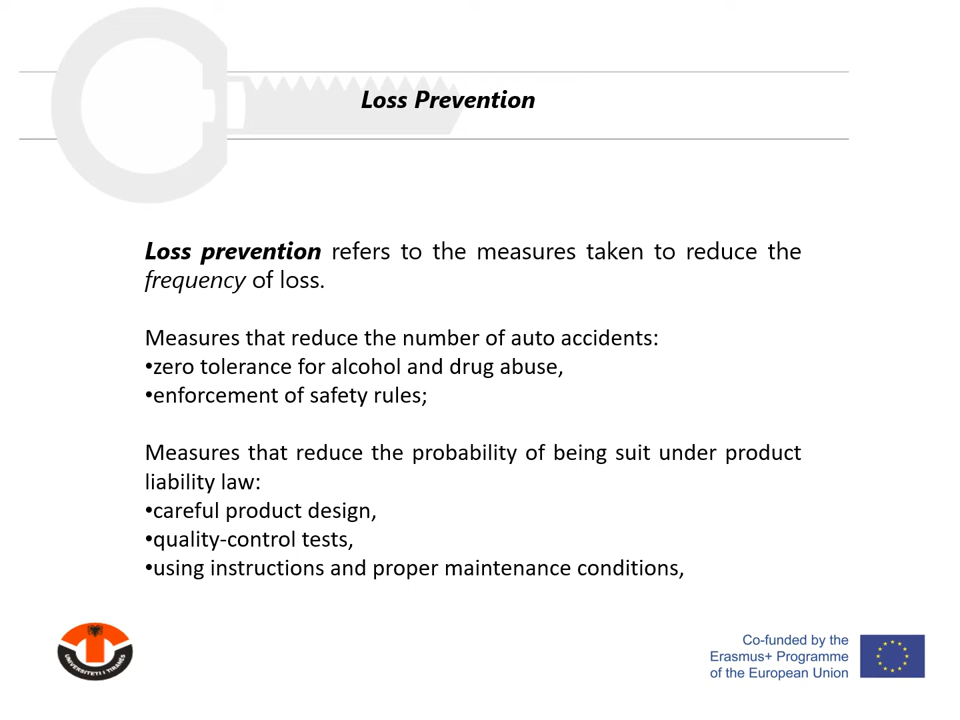 Loss Prevention
Loss prevention refers to the measures taken to reduce the
frequency of loss.
Measures that reduce the number of auto accidents:
•zero tolerance for alcohol and drug abuse,
•enforcement of safety rules;
Measures that reduce the probability of being suit under product
liability law:
•careful product design,
•quality-control tests,
•using instructions and proper maintenance conditions,
UNIVERSITETI I TIRANËS
Co-funded by the
Erasmus+ Programme
of the European Union